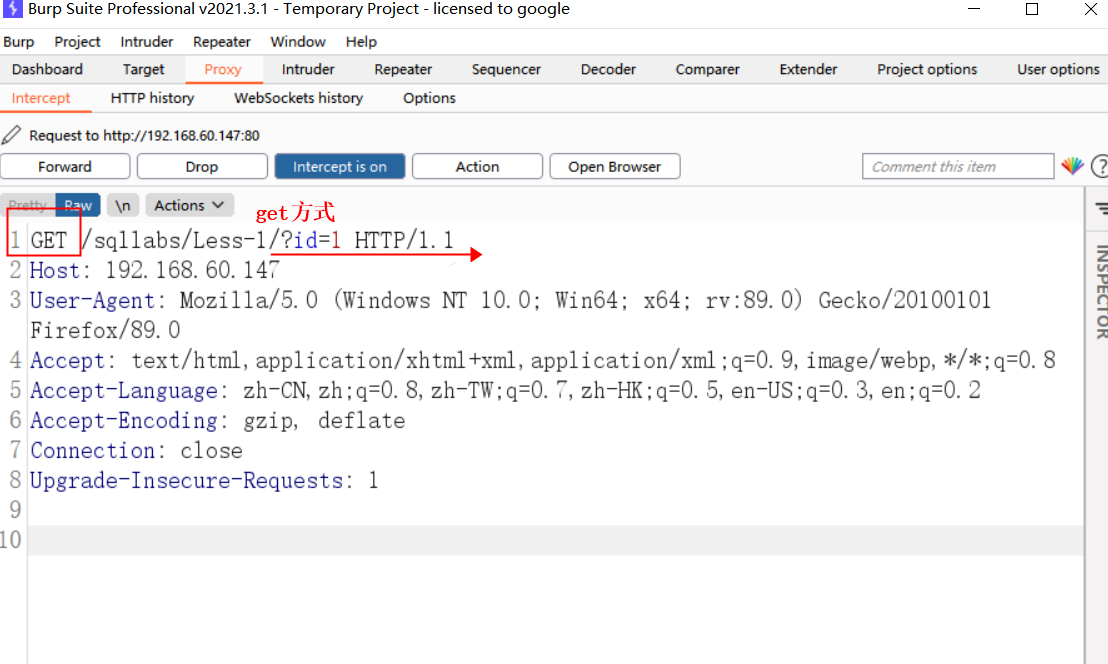 Burp Suite Professional v2021.3.1 - Temporary Project - licensed to google
Burp Project Intruder Repeater Window Help
Dashboard Target Proxy Intruder Repeater Sequencer Decoder Comparer Extender Project options User options
Intercept HTTP history WebSockets history Options
Request to http://192.168.60.147:80
Forward Drop Intercept is on Action Open Browser Comment this item
Pretty Raw \n Actions
get方式
1 GET /sqllabs/Less-1/?id=1 HTTP/1.1
2 Host: 192.168.60.147
3 User-Agent: Mozilla/5.0 (Windows NT 10.0; Win64; x64; rv:89.0) Gecko/20100101
Firefox/89.0
4 Accept: text/html,application/xhtml+xml,application/xml;q=0.9,image/webp,*/*;q=0.8
5 Accept-Language: zh-CN,zh;q=0.8,zh-TW;q=0.7,zh-HK;q=0.5,en-US;q=0.3,en;q=0.2
6 Accept-Encoding: gzip, deflate
7 Connection: close
8 Upgrade-Insecure-Requests: 1
9
10
INSPECTOR